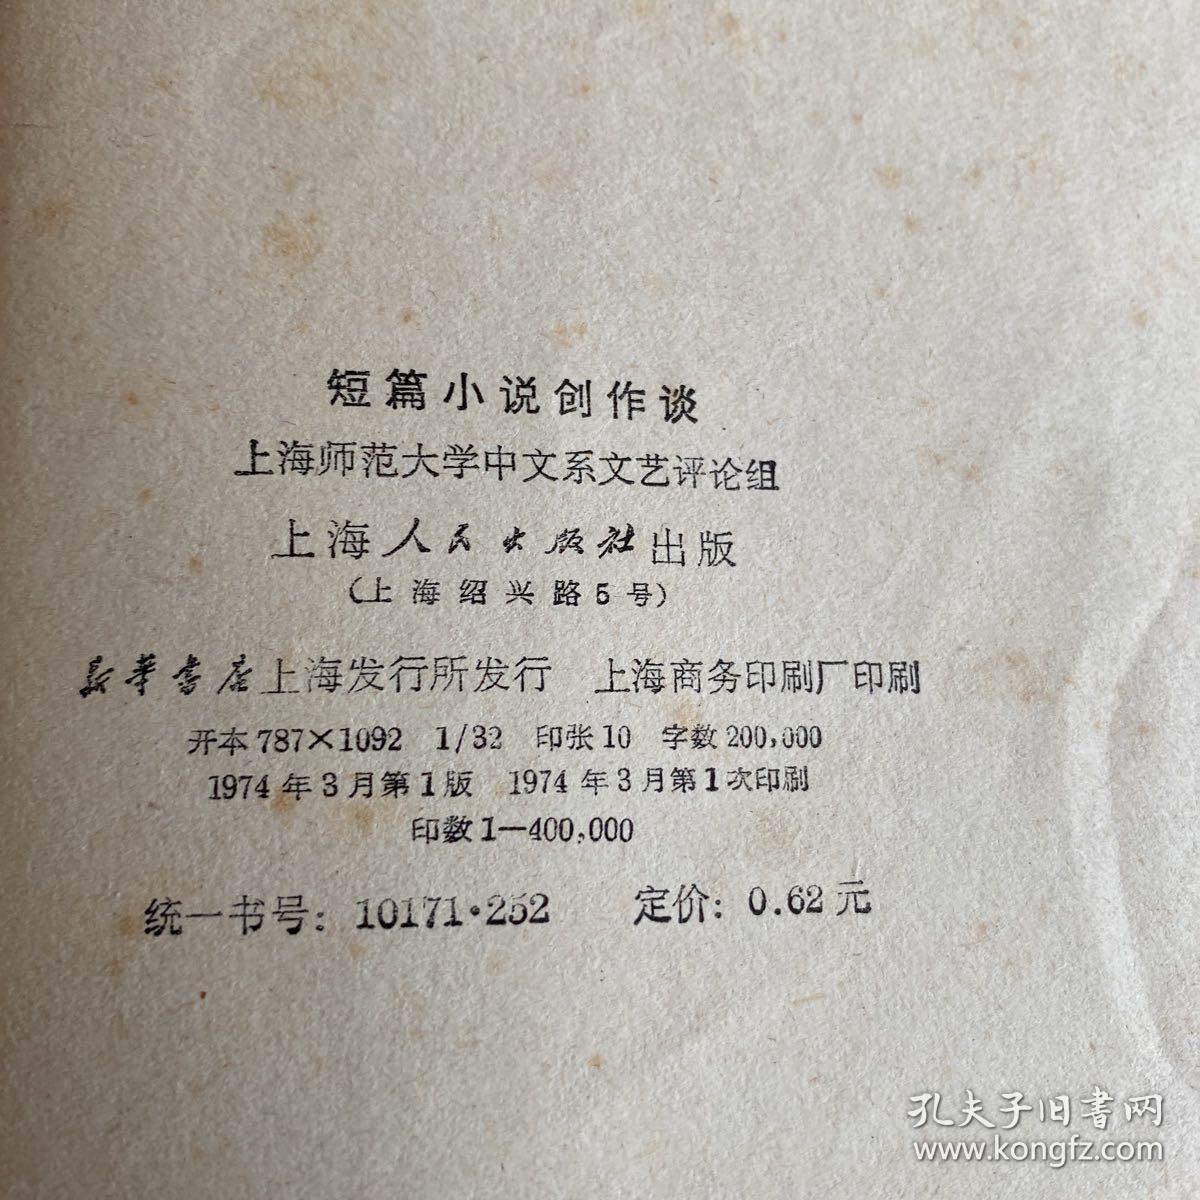 短篇小说创作谈
上海师范大学中文系文艺评论组
上海人民出版社出版
(上海绍兴路5号)
新华书店上海发行所发行 上海商务印刷厂印刷
开本787×1092 1/32 印张10 字数200,000
1974年3月第1版 1974年3月第1次印刷
印数1—400,000
统一书号：10171·252 定价：0.62元
孔夫子旧书网
www.kongfz.com